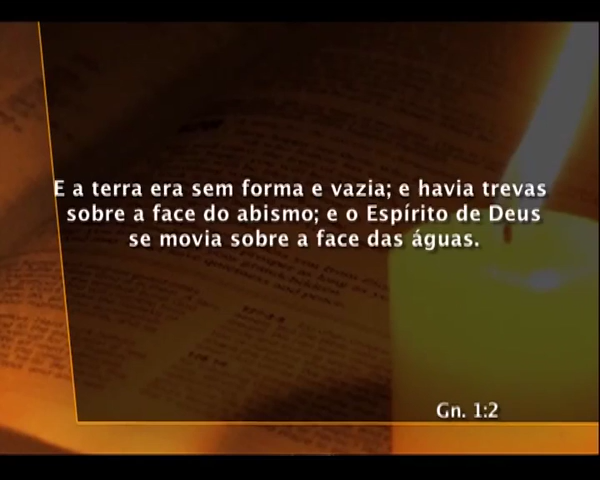 E a terra era sem forma e vazia; e havia trevas
sobre a face do abismo; e o Espírito de Deus
se movia sobre a face das águas.
Gn. 1:2